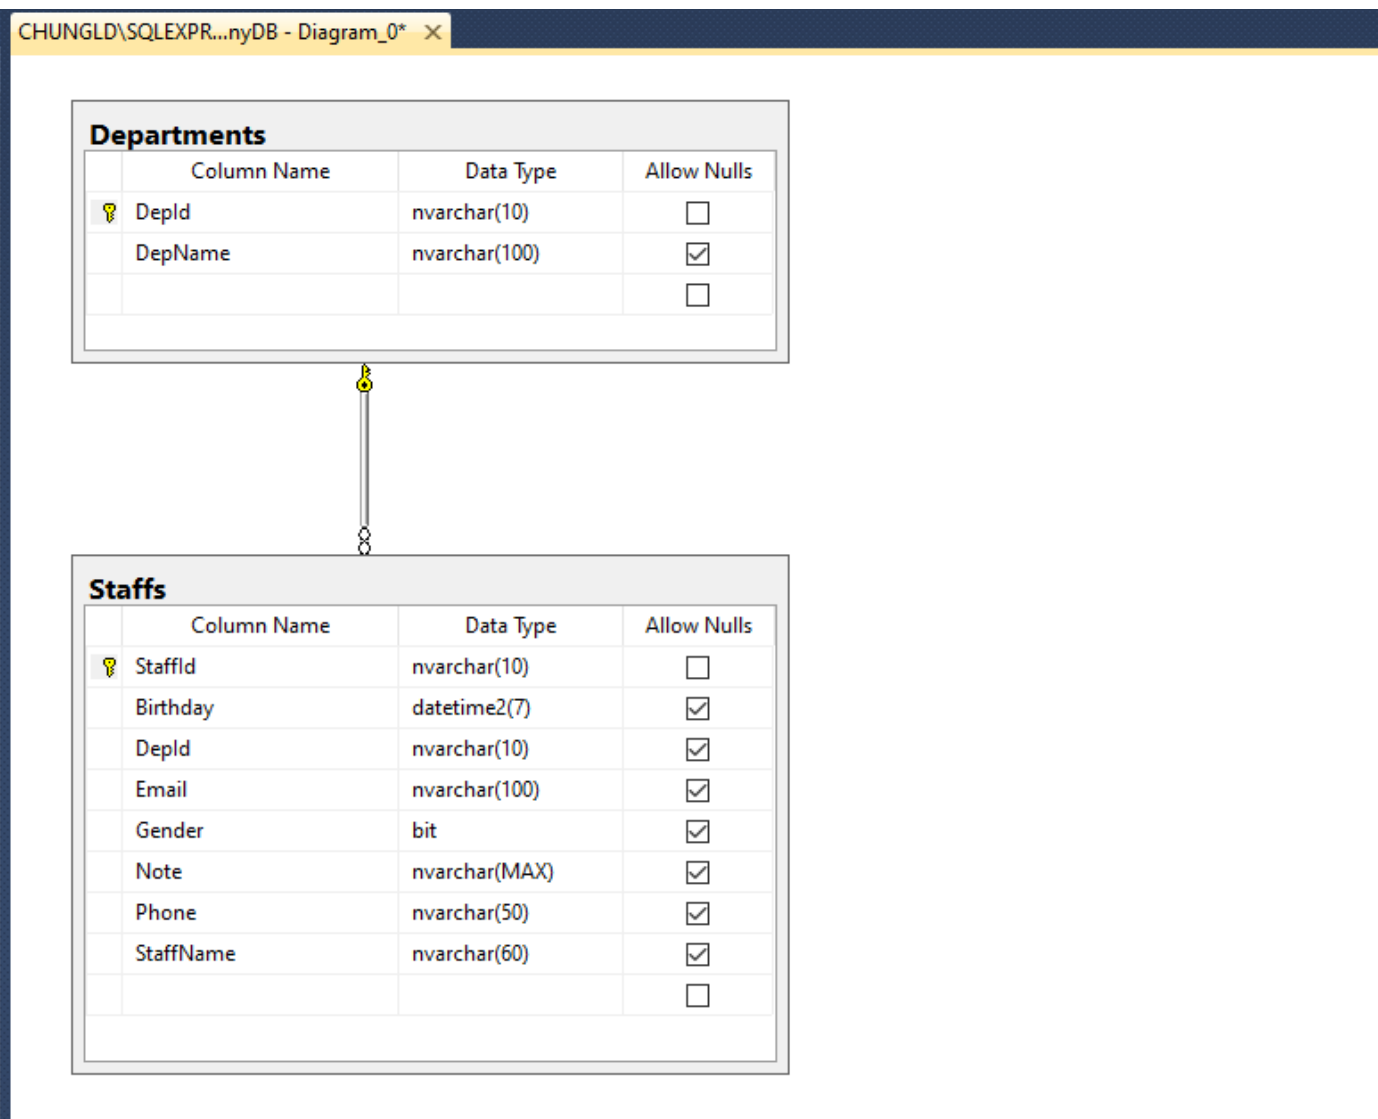 CHUNGLD\SQLEXPR...nyDB - Diagram_0*
Departments
Column Name Data Type Allow Nulls
DepId nvarchar(10)
DepName nvarchar(100)
Staffs
Column Name Data Type Allow Nulls
StaffId nvarchar(10)
Birthday datetime2(7)
DepId nvarchar(10)
Email nvarchar(100)
Gender bit
Note nvarchar(MAX)
Phone nvarchar(50)
StaffName nvarchar(60)